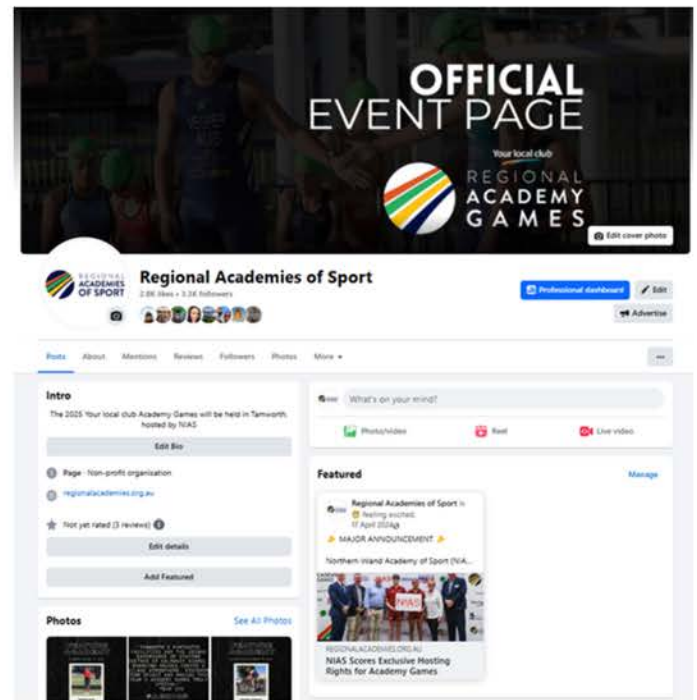 OFFICIAL
EVENT PAGE
Your local club
REGIONAL
ACADEMY
GAMES
Edit cover photo
REGIONAL
ACADEMIES
OF SPORT
Regional Academies of Sport
2.8K likes • 3.3K followers
Professional dashboard
Edit
Advertise
Posts About Mentions Reviews Followers Photos More
Intro
The 2025 Your local club Academy Games will be held in Tamworth
hosted by NIAS
Edit Bio
Page · Non-profit organisation
regionalacademies.org.au
Not yet rated (3 reviews)
Edit details
Add Featured
Photos
See All Photos
What's on your mind?
Photo/video
Reel
Live video
Featured
Manage
Regional Academies of Sport is
feeling excited.
17 April 2024
MAJOR ANNOUNCEMENT
Northern Inland Academy of Sport (NIA...
NIAS
REGIONALACADEMIES.ORG.AU
NIAS Scores Exclusive Hosting
Rights for Academy Games